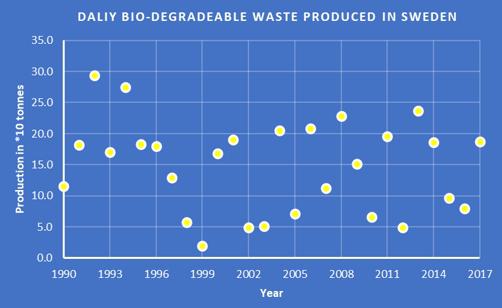 DALIY BIO-DEGRADEABLE WASTE PRODUCED IN SWEDEN
Production in *10 tonnes
35.0
30.0
25.0
20.0
15.0
10.0
5.0
0.0
1990 1993 1996 1999 2002 2005 2008 2011 2014 2017
Year